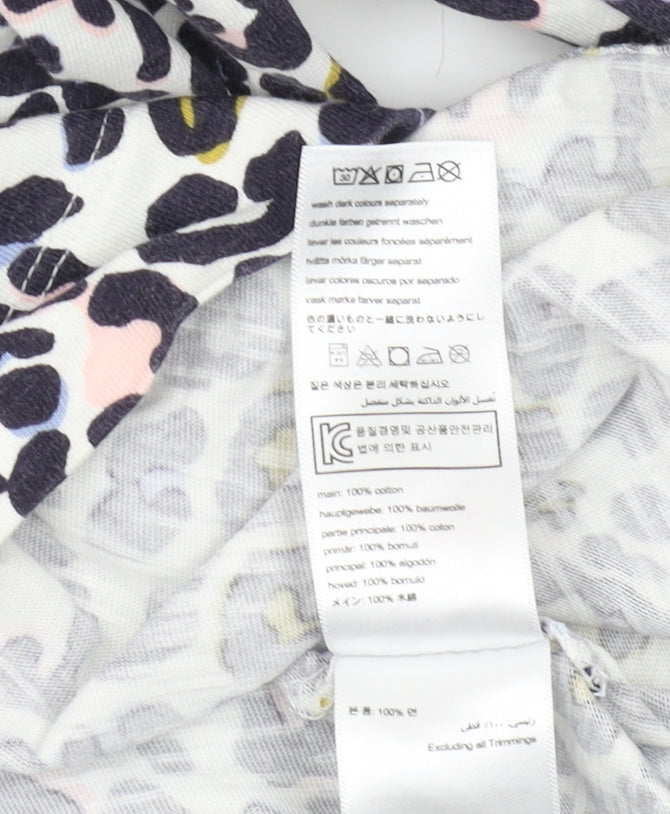 30
wash dark colours separately
dunkle farben getrennt waschen
laver les couleurs foncées séparément
tvätta mörka färger separat
lavar colores oscuros por separado
vask mørke farver separat
色の濃いものと一緒に洗わないようにし
てください
짙은 색상은 분리 세탁하십시오
تُغسل الألوان الداكنة بشكل منفصل
품질경영및 공산품안전관리
법에 의한 표시
main: 100% cotton
hauptgewebe: 100% baumwolle
partie principale: 100% coton
primär: 100% bomull
principal: 100% algodón
hoved: 100% bomuld
メイン: 100% 木綿
본 품: 100% 면
رئيسي: ١٠٠٪ قطن
Excluding all Trimmings